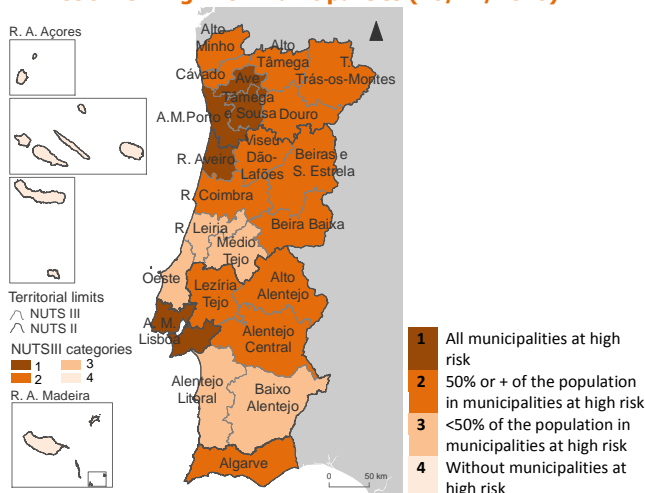 R. A. Açores
Alto
Minho
Alto
Tâmega
T.
Trás-os-Montes
Cávado
Ave
Tâmega
e Sousa
A.M.Porto
Douro
Viseu
Dão-
Lafões
R. Aveiro
Beiras e
S. Estrela
R. Coimbra
Beira Baixa
R. Leiria
Médio
Tejo
Oeste
Lezíria
Tejo
Alto
Alentejo
A. M.
Lisboa
Alentejo
Central
Alentejo
Litoral
Baixo
Alentejo
Algarve
Territorial limits
NUTS III
NUTS II
NUTSIII categories
1
3
2
4
R. A. Madeira
0 50 km
1 All municipalities at high
risk
2 50% or + of the population
in municipalities at high risk
3 <50% of the population in
municipalities at high risk
4 Without municipalities at
high risk